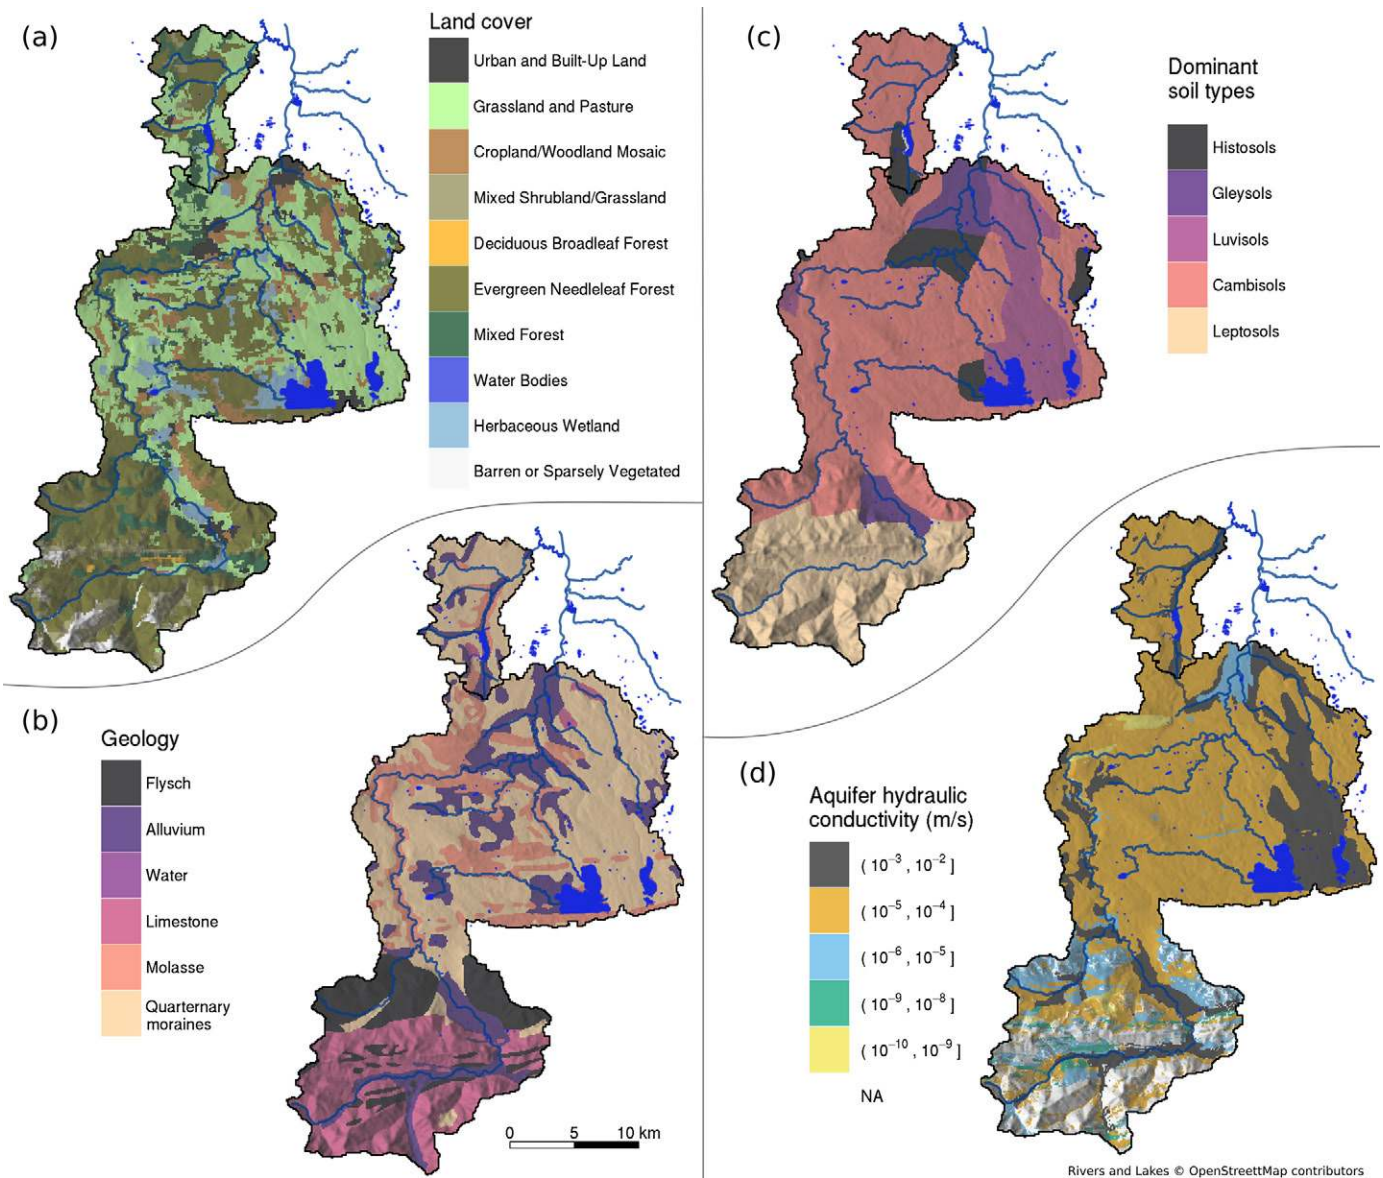 (a)
Land cover
Urban and Built-Up Land
Grassland and Pasture
Cropland/Woodland Mosaic
Mixed Shrubland/Grassland
Deciduous Broadleaf Forest
Evergreen Needleleaf Forest
Mixed Forest
Water Bodies
Herbaceous Wetland
Barren or Sparsely Vegetated
(b)
Geology
Flysch
Alluvium
Water
Limestone
Molasse
Quarternary
moraines
0 5 10 km
(c)
Dominant
soil types
Histosols
Gleysols
Luvisols
Cambisols
Leptosols
(d)
Aquifer hydraulic
conductivity (m/s)
( 10⁻³ , 10⁻² ]
( 10⁻⁵ , 10⁻⁴ ]
( 10⁻⁶ , 10⁻⁵ ]
( 10⁻⁹ , 10⁻⁸ ]
( 10⁻¹⁰ , 10⁻⁹ ]
NA
Rivers and Lakes © OpenStreettMap contributors